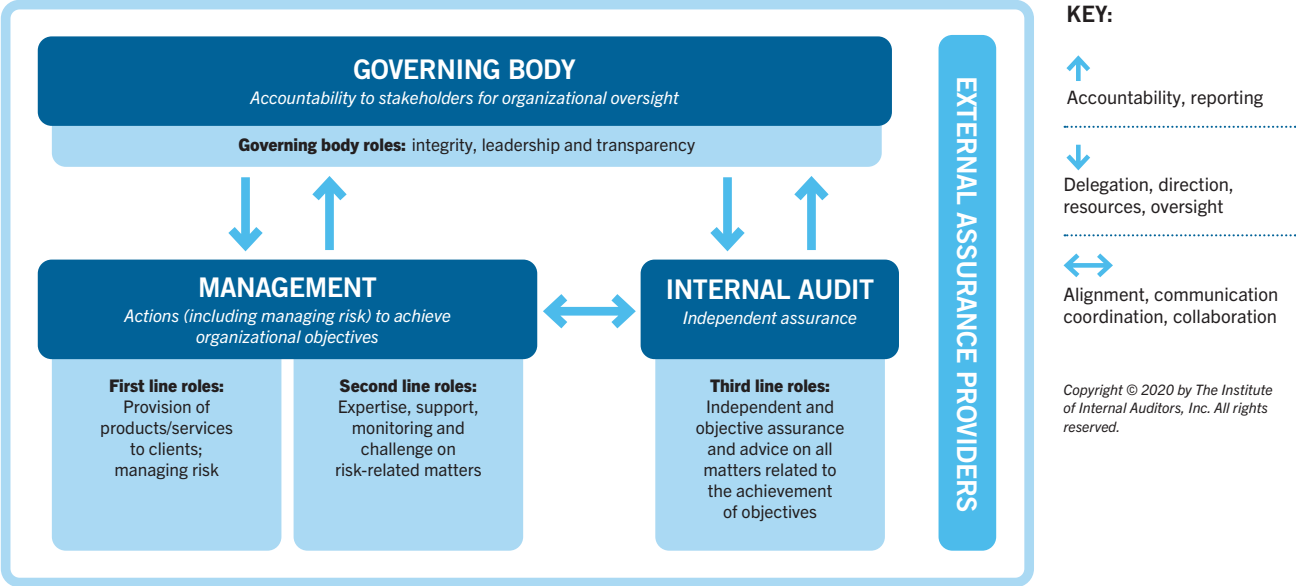 GOVERNING BODY
Accountability to stakeholders for organizational oversight
Governing body roles: integrity, leadership and transparency
MANAGEMENT
Actions (including managing risk) to achieve
organizational objectives
First line roles:
Provision of
products/services
to clients;
managing risk
Second line roles:
Expertise, support,
monitoring and
challenge on
risk-related matters
INTERNAL AUDIT
Independent assurance
Third line roles:
Independent and
objective assurance
and advice on all
matters related to
the achievement
of objectives
EXTERNAL ASSURANCE PROVIDERS
KEY:
Accountability, reporting
Delegation, direction,
resources, oversight
Alignment, communication
coordination, collaboration
Copyright © 2020 by The Institute
of Internal Auditors, Inc. All rights
reserved.